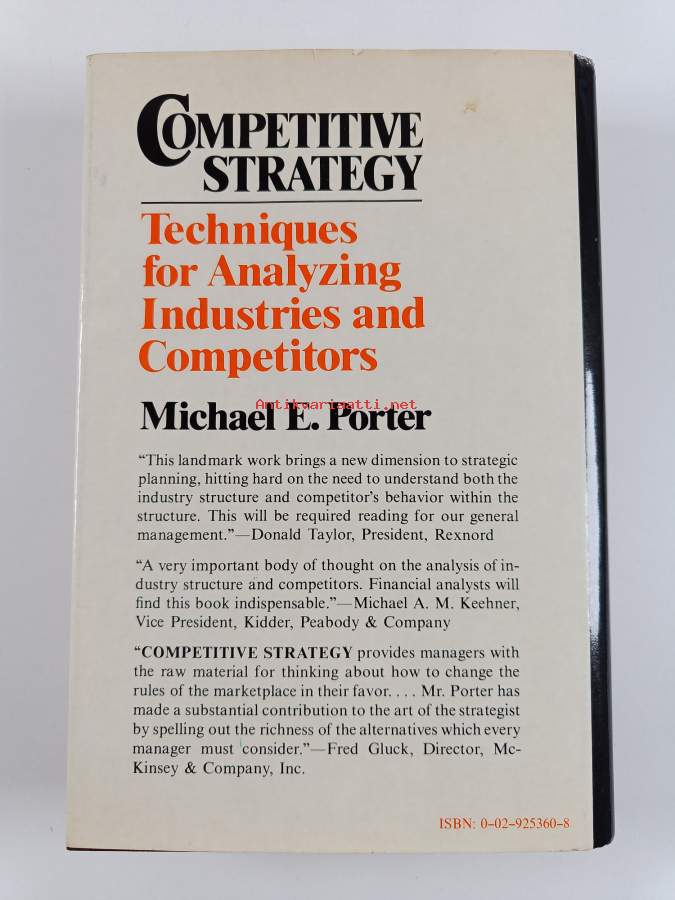 COMPETITIVE
STRATEGY
Techniques
for Analyzing
Industries and
Competitors
Antikvariaatti.net
Michael E. Porter
“This landmark work brings a new dimension to strategic
planning, hitting hard on the need to understand both the
industry structure and competitor’s behavior within the
structure. This will be required reading for our general
management.”—Donald Taylor, President, Rexnord
“A very important body of thought on the analysis of in-
dustry structure and competitors. Financial analysts will
find this book indispensable.”—Michael A. M. Keehner,
Vice President, Kidder, Peabody & Company
“COMPETITIVE STRATEGY provides managers with
the raw material for thinking about how to change the
rules of the marketplace in their favor. . . . Mr. Porter has
made a substantial contribution to the art of the strategist
by spelling out the richness of the alternatives which every
manager must consider.”—Fred Gluck, Director, Mc-
Kinsey & Company, Inc.
ISBN: 0-02-925360-8